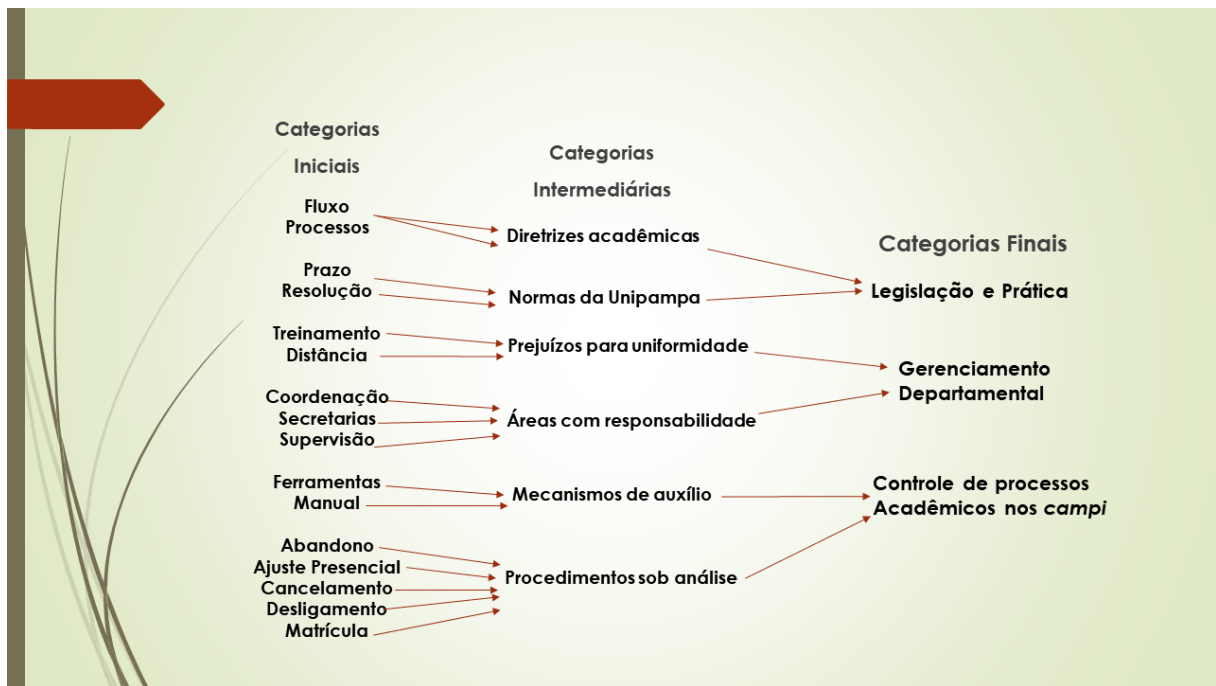 Categorias
Iniciais
Fluxo
Processos
Prazo
Resolução
Treinamento
Distância
Coordenação
Secretarias
Supervisão
Ferramentas
Manual
Abandono
Ajuste Presencial
Cancelamento
Desligamento
Matrícula
Categorias
Intermediárias
Diretrizes acadêmicas
Normas da Unipampa
Prejuízos para uniformidade
Áreas com responsabilidade
Mecanismos de auxílio
Procedimentos sob análise
Categorias Finais
Legislação e Prática
Gerenciamento
Departamental
Controle de processos
Acadêmicos nos campi